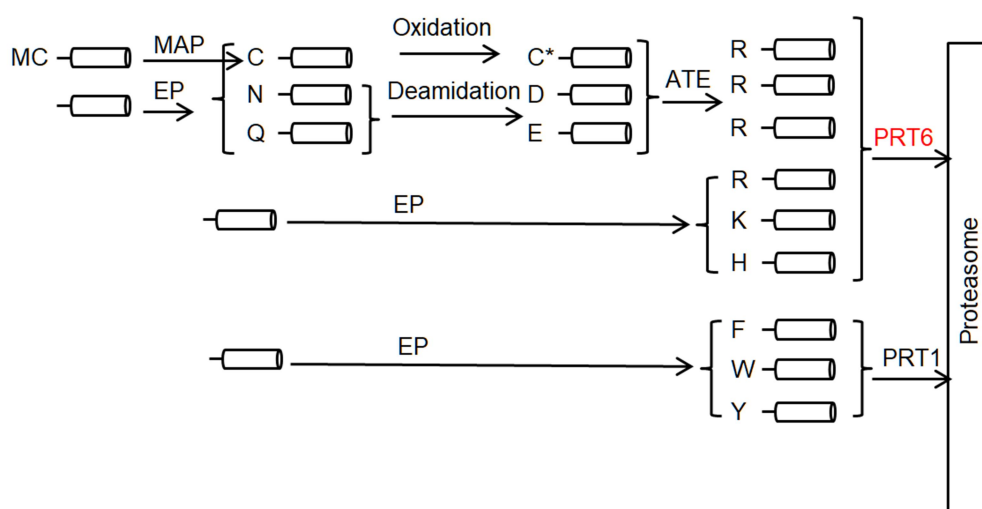 Oxidation
MC MAP C C* R
EP N Deamidation D ATE R
Q E R
PRT6
R
EP K
H
Proteasome
F
EP W PRT1
Y